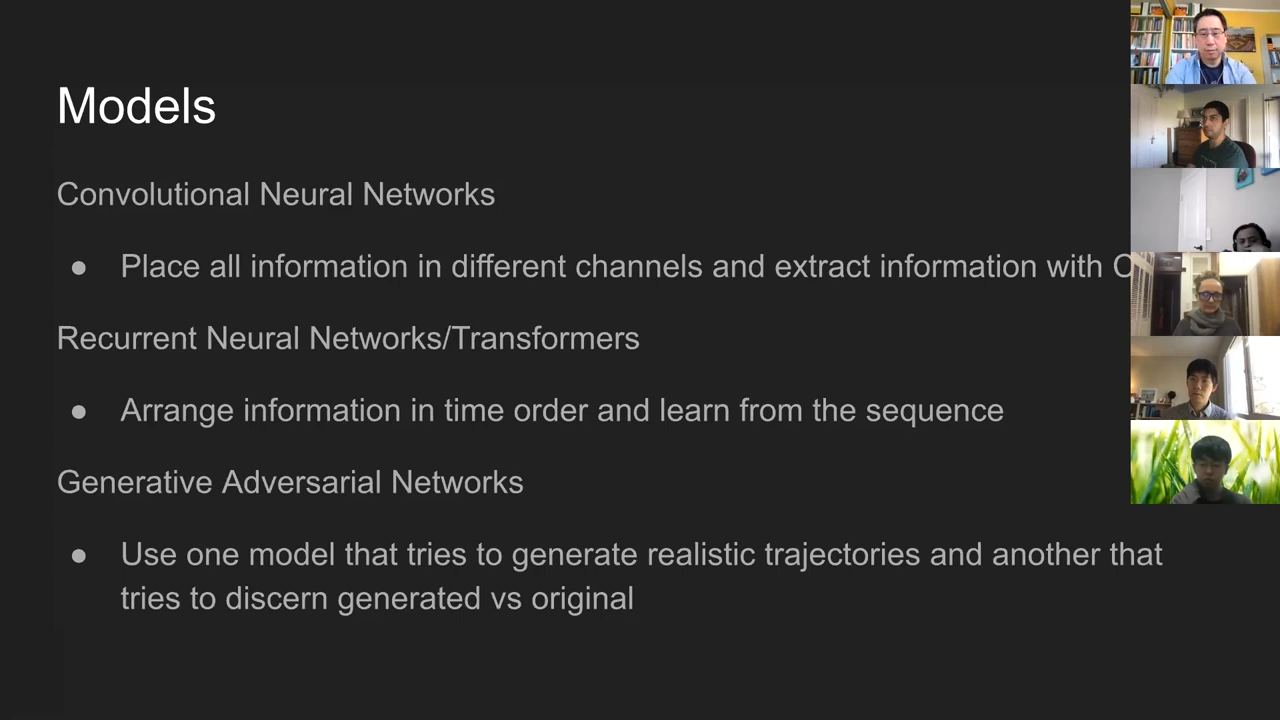 Models
Convolutional Neural Networks
● Place all information in different channels and extract information with
Recurrent Neural Networks/Transformers
● Arrange information in time order and learn from the sequence
Generative Adversarial Networks
● Use one model that tries to generate realistic trajectories and another that
tries to discern generated vs original